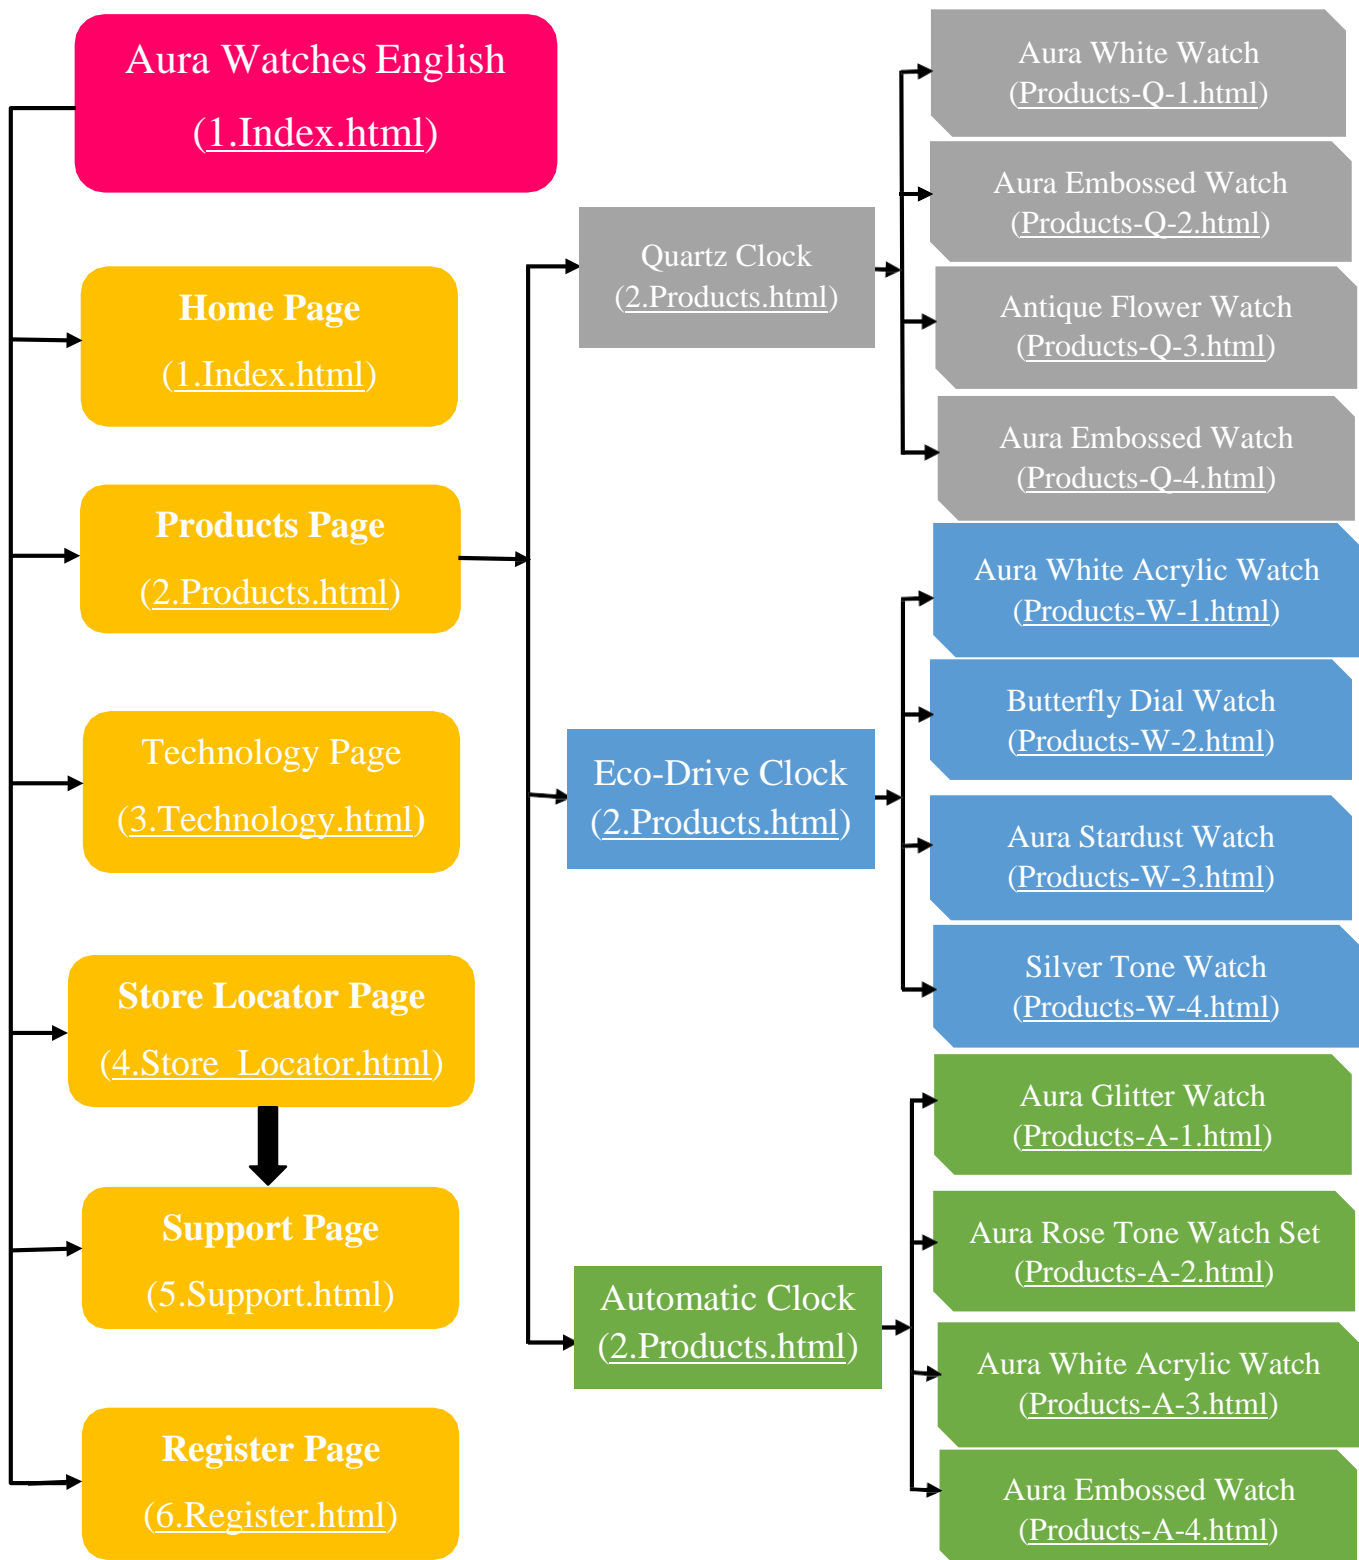 Aura Watches English
(1.Index.html)
Home Page
(1.Index.html)
Products Page
(2.Products.html)
Technology Page
(3.Technology.html)
Store Locator Page
(4.Store_Locator.html)
Support Page
(5.Support.html)
Register Page
(6.Register.html)
Quartz Clock
(2.Products.html)
Eco-Drive Clock
(2.Products.html)
Automatic Clock
(2.Products.html)
Aura White Watch
(Products-Q-1.html)
Aura Embossed Watch
(Products-Q-2.html)
Antique Flower Watch
(Products-Q-3.html)
Aura Embossed Watch
(Products-Q-4.html)
Aura White Acrylic Watch
(Products-W-1.html)
Butterfly Dial Watch
(Products-W-2.html)
Aura Stardust Watch
(Products-W-3.html)
Silver Tone Watch
(Products-W-4.html)
Aura Glitter Watch
(Products-A-1.html)
Aura Rose Tone Watch Set
(Products-A-2.html)
Aura White Acrylic Watch
(Products-A-3.html)
Aura Embossed Watch
(Products-A-4.html)